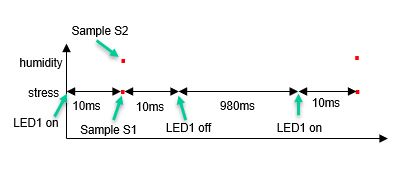 Sample S2
humidity
stress
10ms
10ms
980ms
10ms
LED1 on
Sample S1
LED1 off
LED1 on